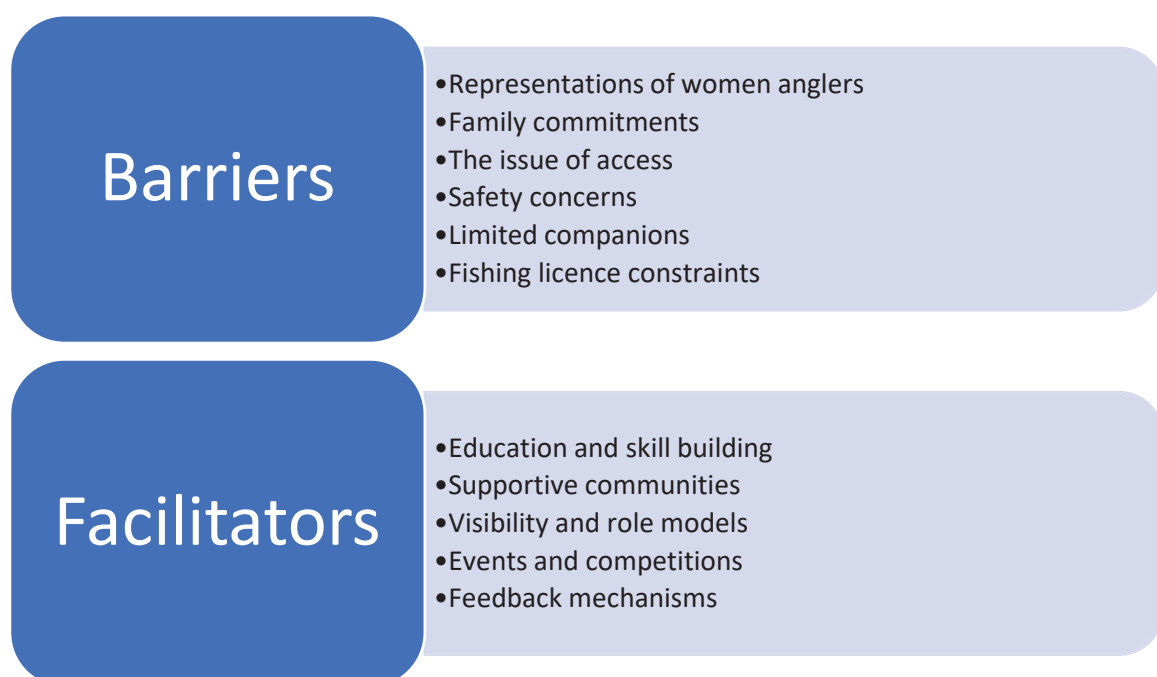 Barriers
•Representations of women anglers
•Family commitments
•The issue of access
•Safety concerns
•Limited companions
•Fishing licence constraints
Facilitators
•Education and skill building
•Supportive communities
•Visibility and role models
•Events and competitions
•Feedback mechanisms